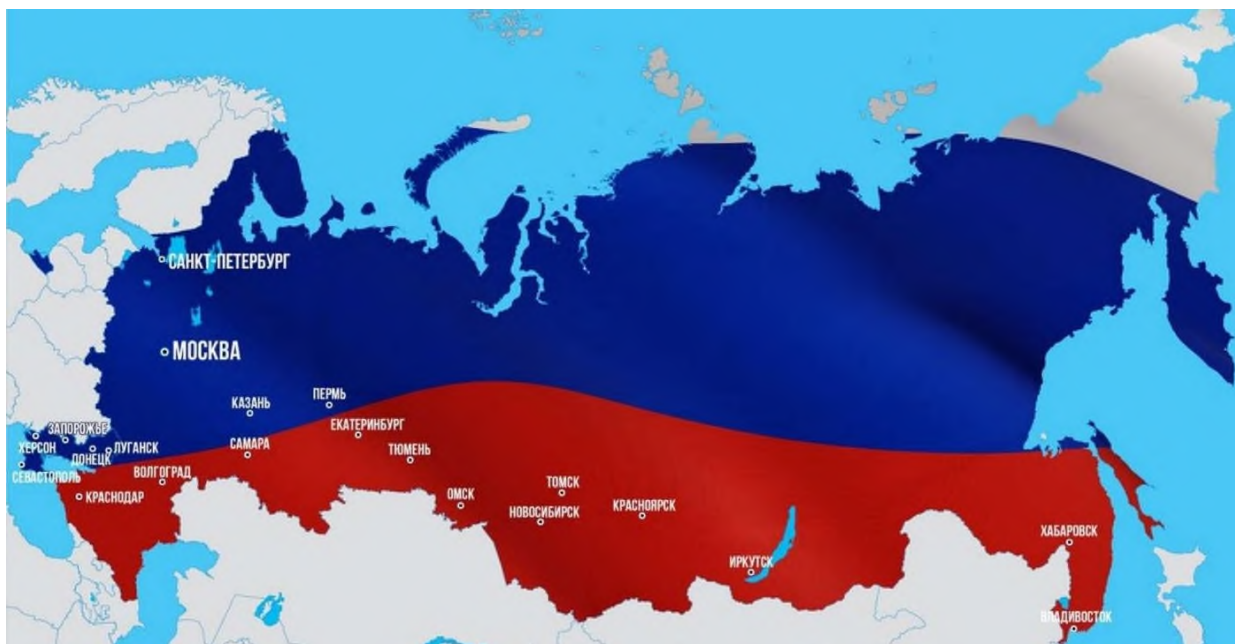 САНКТ-ПЕТЕРБУРГ
МОСКВА
ПЕРМЬ
КАЗАНЬ
ЕКАТЕРИНБУРГ
ЗАПОРОЖЬЕ
ХЕРСОН
ЛУГАНСК
САМАРА
ТЮМЕНЬ
ДОНЕЦК
СЕВАСТОПОЛЬ
ВОЛГОГРАД
КРАСНОДАР
ОМСК
ТОМСК
НОВОСИБИРСК
КРАСНОЯРСК
ХАБАРОВСК
ИРКУТСК
ВЛАДИВОСТОК